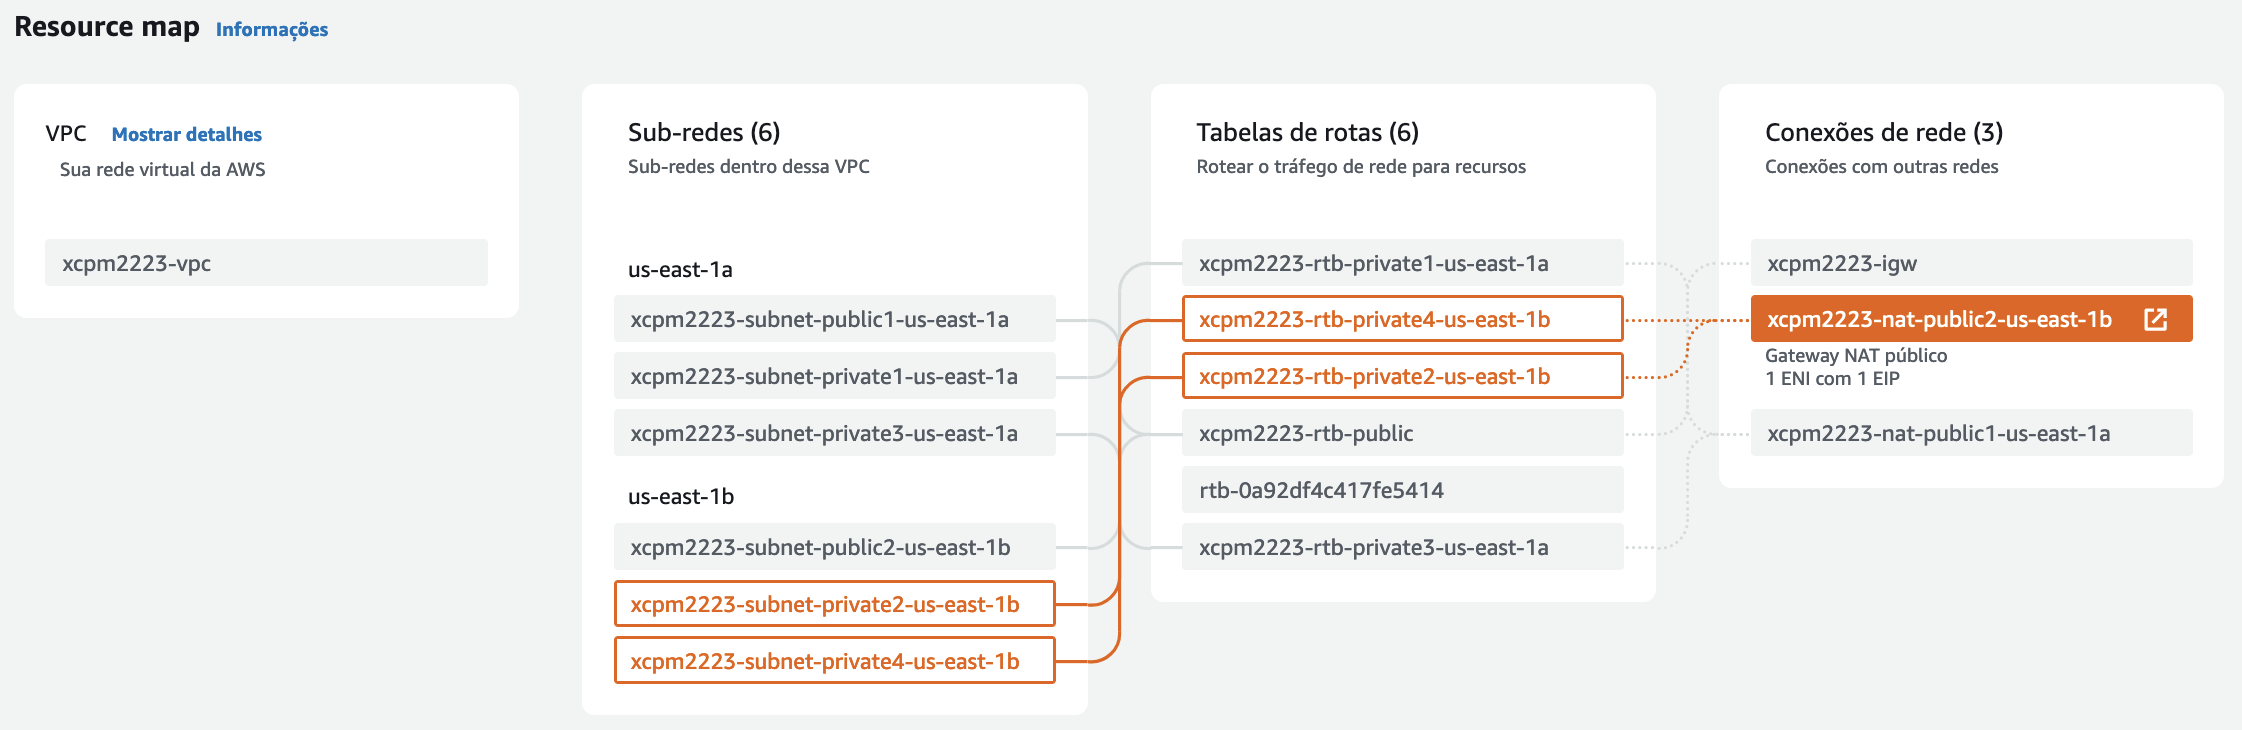 Resource map Informações
VPC Mostrar detalhes
Sua rede virtual da AWS
xcpm2223-vpc
Sub-redes (6)
Sub-redes dentro dessa VPC
us-east-1a
xcpm2223-subnet-public1-us-east-1a
xcpm2223-subnet-private1-us-east-1a
xcpm2223-subnet-private3-us-east-1a
us-east-1b
xcpm2223-subnet-public2-us-east-1b
xcpm2223-subnet-private2-us-east-1b
xcpm2223-subnet-private4-us-east-1b
Tabelas de rotas (6)
Rotear o tráfego de rede para recursos
xcpm2223-rtb-private1-us-east-1a
xcpm2223-rtb-private4-us-east-1b
xcpm2223-rtb-private2-us-east-1b
xcpm2223-rtb-public
rtb-0a92df4c417fe5414
xcpm2223-rtb-private3-us-east-1a
Conexões de rede (3)
Conexões com outras redes
xcpm2223-igw
xcpm2223-nat-public2-us-east-1b
Gateway NAT público
1 ENI com 1 EIP
xcpm2223-nat-public1-us-east-1a